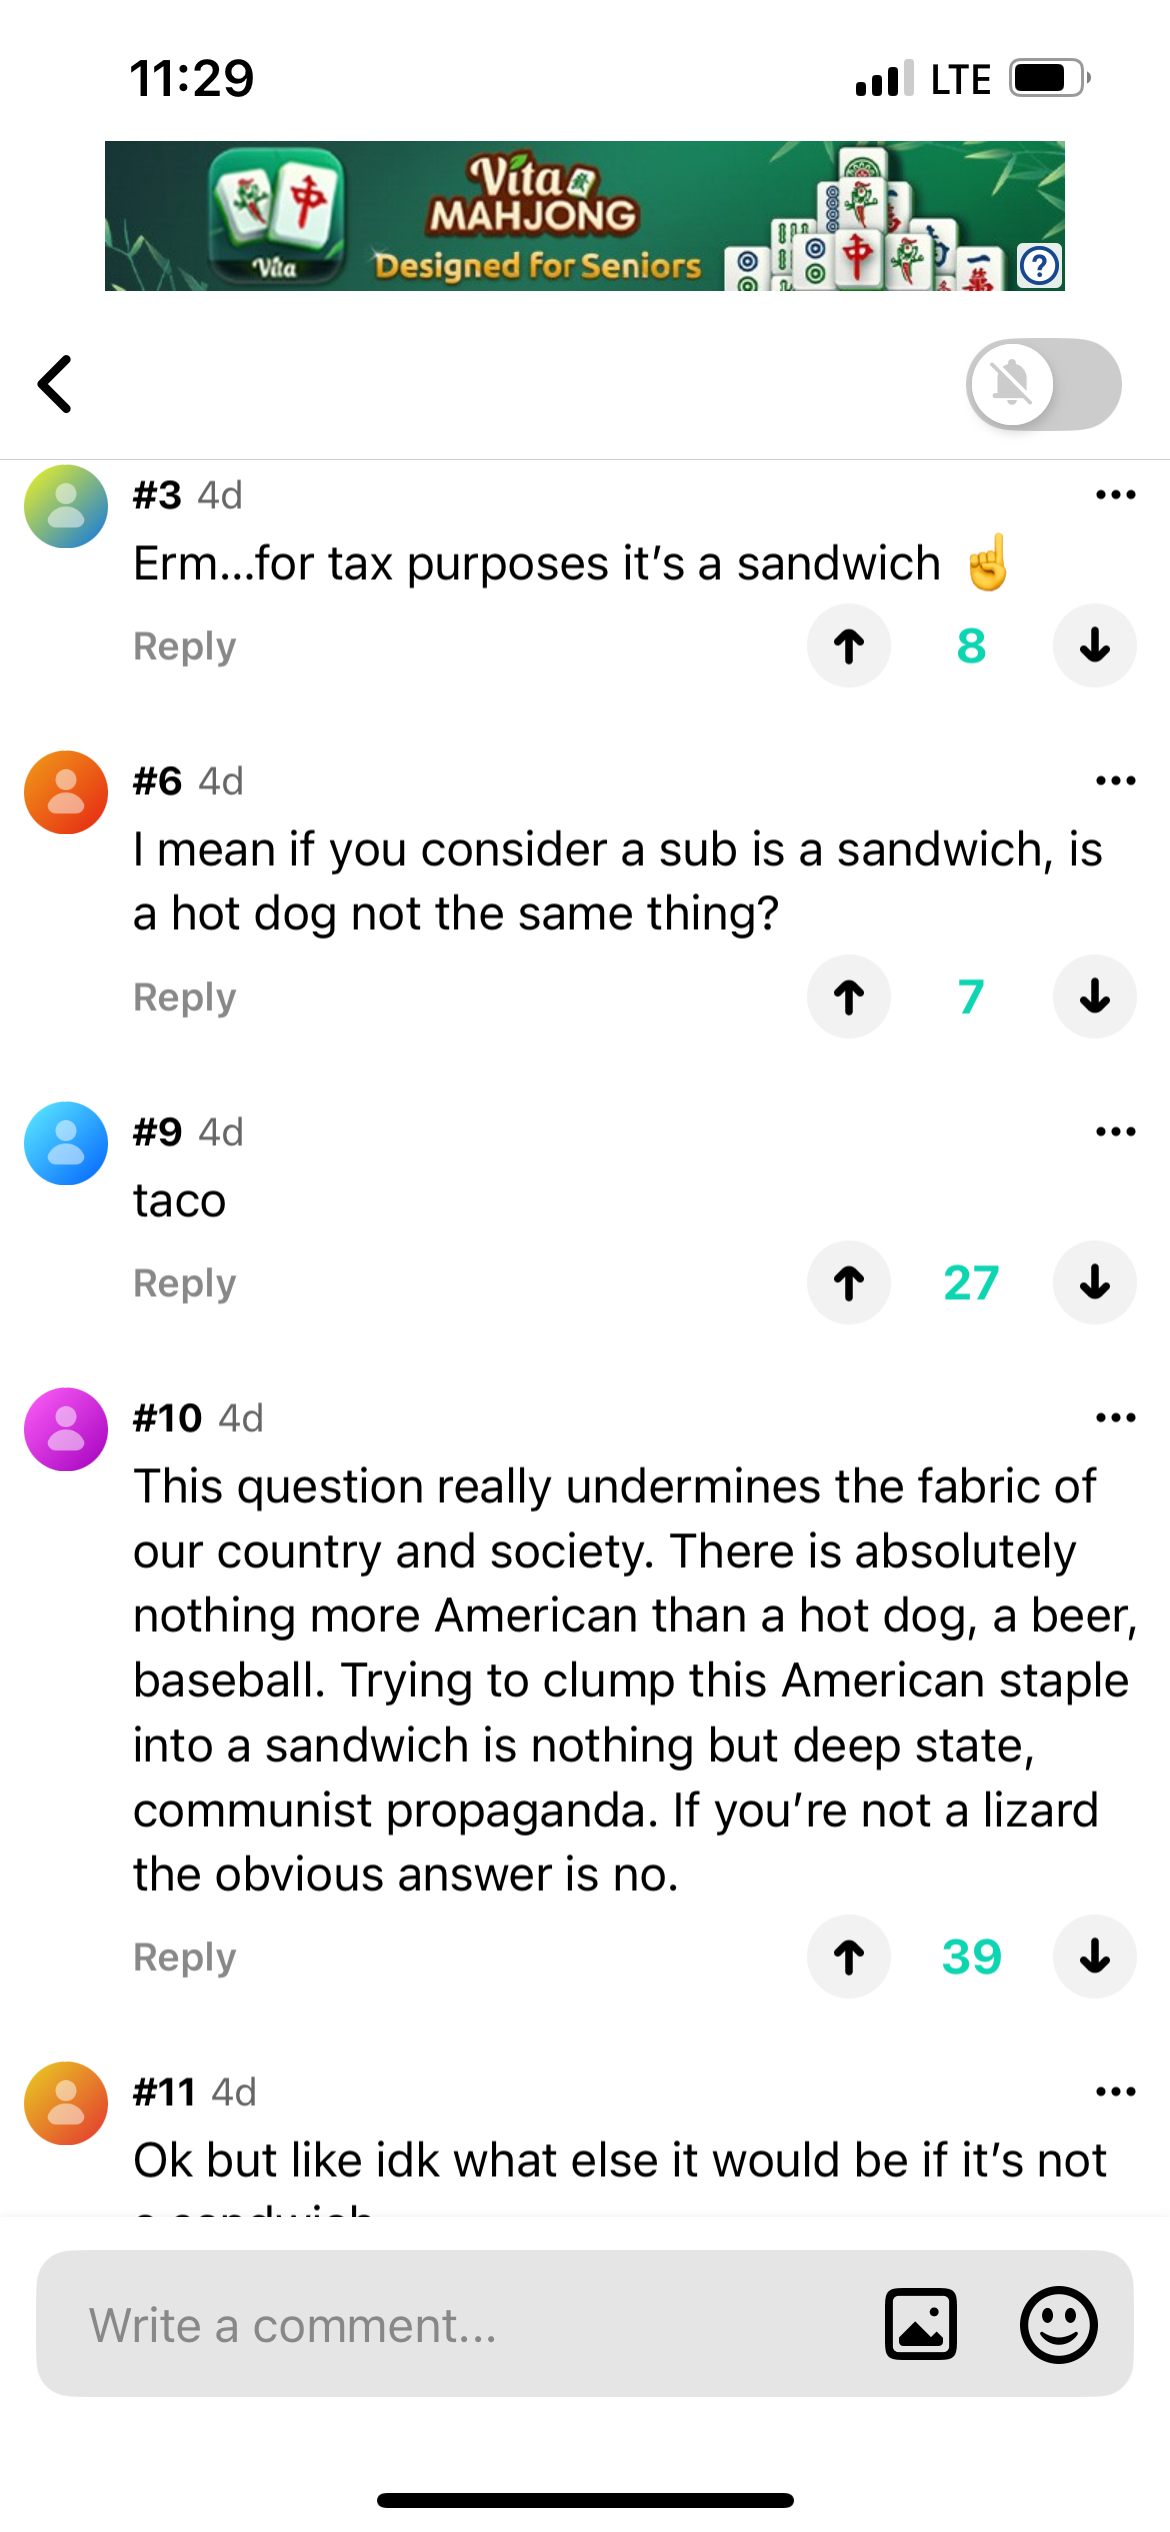 11:29
LTE
Vita
Vita
MAHJONG
Designed for Seniors
#3 4d
Erm...for tax purposes it’s a sandwich ☝️
Reply
8
#6 4d
I mean if you consider a sub is a sandwich, is
a hot dog not the same thing?
Reply
7
#9 4d
taco
Reply
27
#10 4d
This question really undermines the fabric of
our country and society. There is absolutely
nothing more American than a hot dog, a beer,
baseball. Trying to clump this American staple
into a sandwich is nothing but deep state,
communist propaganda. If you’re not a lizard
the obvious answer is no.
Reply
39
#11 4d
Ok but like idk what else it would be if it’s not
a sandwich
Write a comment...